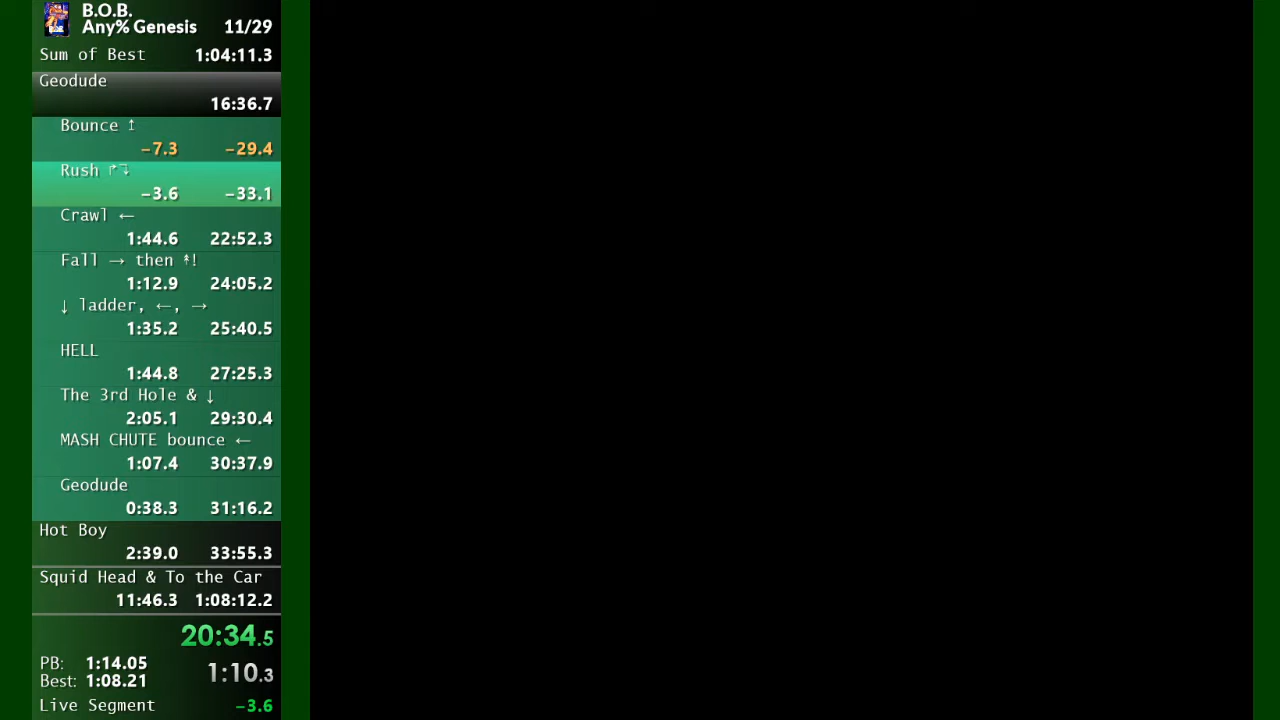 B.O.B.
Any% Genesis 11/29
Sum of Best 1:04:11.3
Geodude
16:36.7
Bounce ↥
−7.3 −29.4
Rush
−3.6 −33.1
Crawl ←
1:44.6 22:52.3
Fall → then ↟!
1:12.9 24:05.2
↓ ladder, ←, →
1:35.2 25:40.5
HELL
1:44.8 27:25.3
The 3rd Hole & ↓
2:05.1 29:30.4
MASH CHUTE bounce ←
1:07.4 30:37.9
Geodude
0:38.3 31:16.2
Hot Boy
2:39.0 33:55.3
Squid Head & To the Car
11:46.3 1:08:12.2
20:34.5
PB: 1:14.05
1:10.3
Best: 1:08.21
Live Segment −3.6